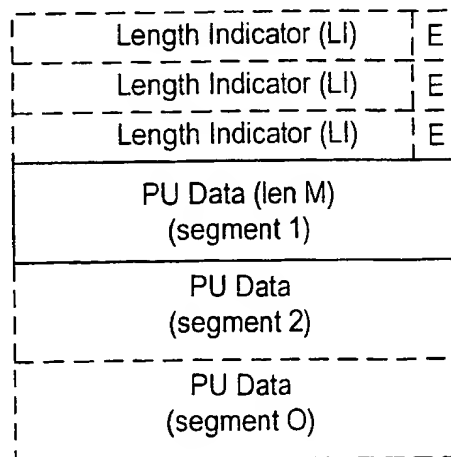 Length Indicator (LI) E
Length Indicator (LI) E
Length Indicator (LI) E
PU Data (len M)
(segment 1)
PU Data
(segment 2)
PU Data
(segment O)